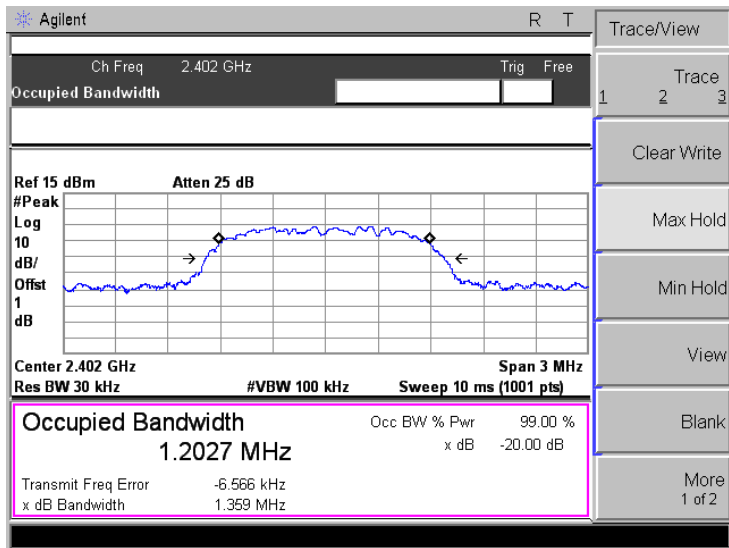 Agilent R T
Ch Freq 2.402 GHz Trig Free
Occupied Bandwidth
Ref 15 dBm Atten 25 dB
#Peak
Log
10
dB/
Offst
1
dB
Center 2.402 GHz Span 3 MHz
Res BW 30 kHz #VBW 100 kHz Sweep 10 ms (1001 pts)
Occupied Bandwidth
1.2027 MHz
Occ BW % Pwr 99.00 %
x dB -20.00 dB
Transmit Freq Error -6.566 kHz
x dB Bandwidth 1.359 MHz
Trace/View
Trace
1 2 3
Clear Write
Max Hold
Min Hold
View
Blank
More
1 of 2